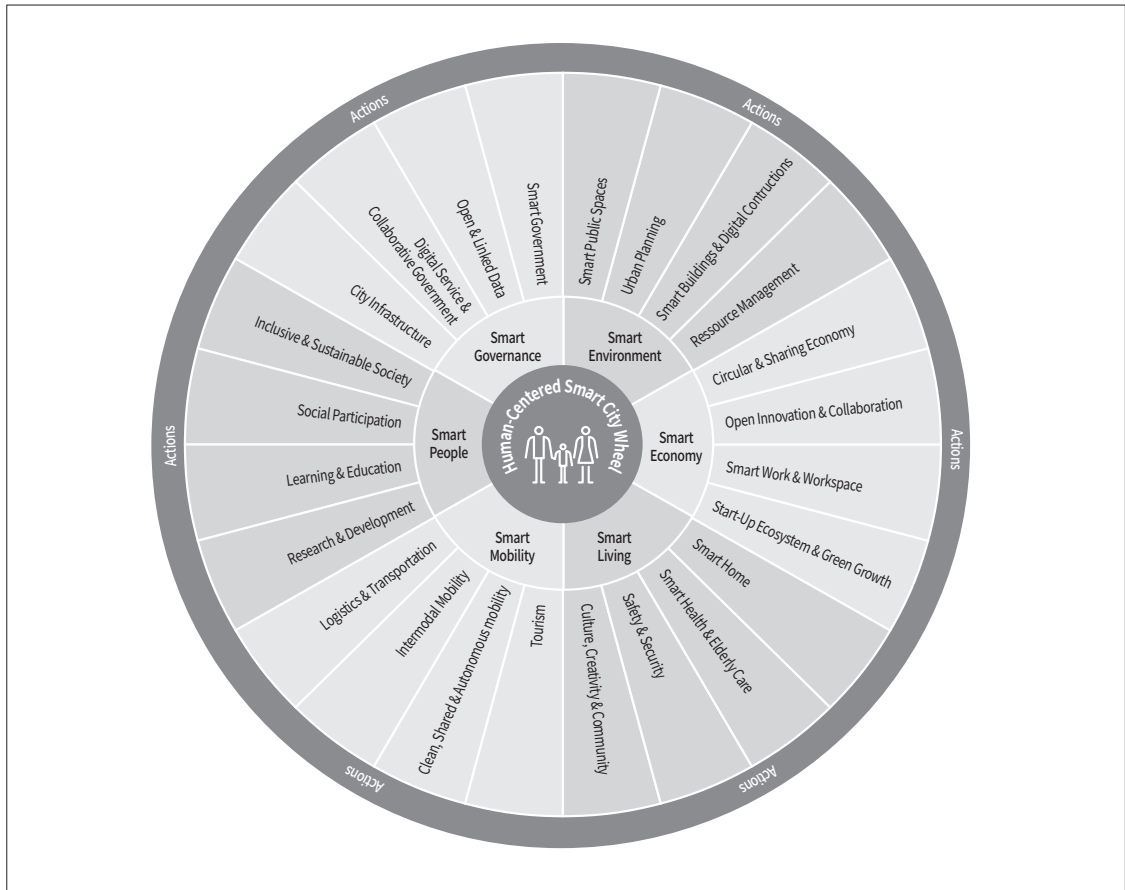 Human-Centered Smart City Wheel
Smart
Environment
Smart Public Spaces
Urban Planning
Smart Buildings & Digital Contructions
Ressource Management
Actions
Smart
Economy
Circular & Sharing Economy
Open Innovation & Collaboration
Smart Work & Workspace
Start-Up Ecosystem & Green Growth
Actions
Smart
Living
Smart Home
Smart Health & Elderly Care
Safety & Security
Culture, Creativity & Community
Actions
Smart
Mobility
Tourism
Clean, Shared & Autonomous mobility
Intermodal Mobility
Logistics & Transportation
Actions
Smart
People
Research & Development
Learning & Education
Social Participation
Inclusive & Sustainable Society
Actions
Smart
Governance
City Infrastructure
Digital Service &
Collaborative Government
Open & Linked Data
Smart Government
Actions